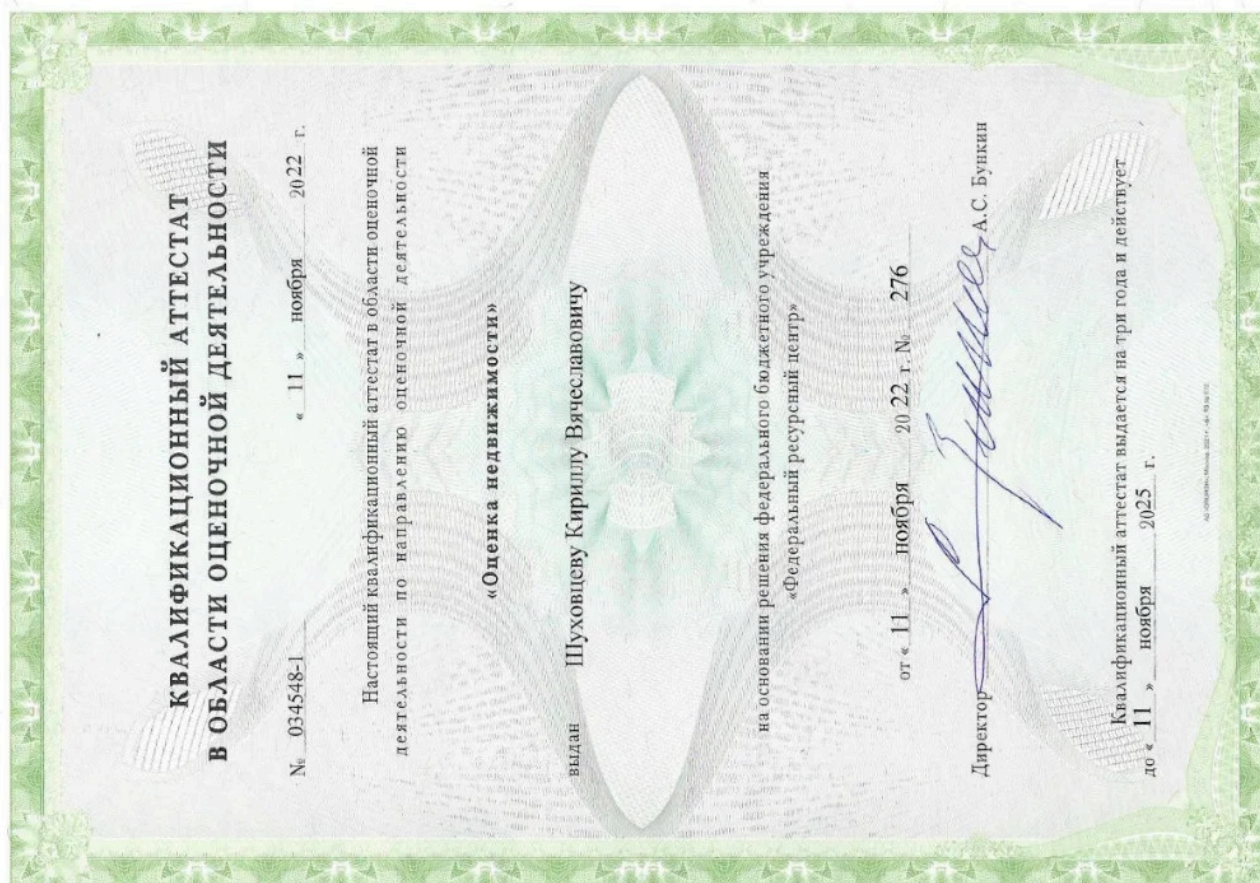 КВАЛИФИКАЦИОННЫЙ АТТЕСТАТ
В ОБЛАСТИ ОЦЕНОЧНОЙ ДЕЯТЕЛЬНОСТИ
№ 034548-1 « 11 » ноября 2022 г.
Настоящий квалификационный аттестат в области оценочной
деятельности по направлению оценочной деятельности
«Оценка недвижимости»
выдан Шуховцеву Кириллу Вячеславовичу
на основании решения федерального бюджетного учреждения
«Федеральный ресурсный центр»
от « 11 » ноября 20 22 г. № 276
Директор А.С. Бункин
Квалификационный аттестат выдается на три года и действует
до « 11 » ноября 2025 г.